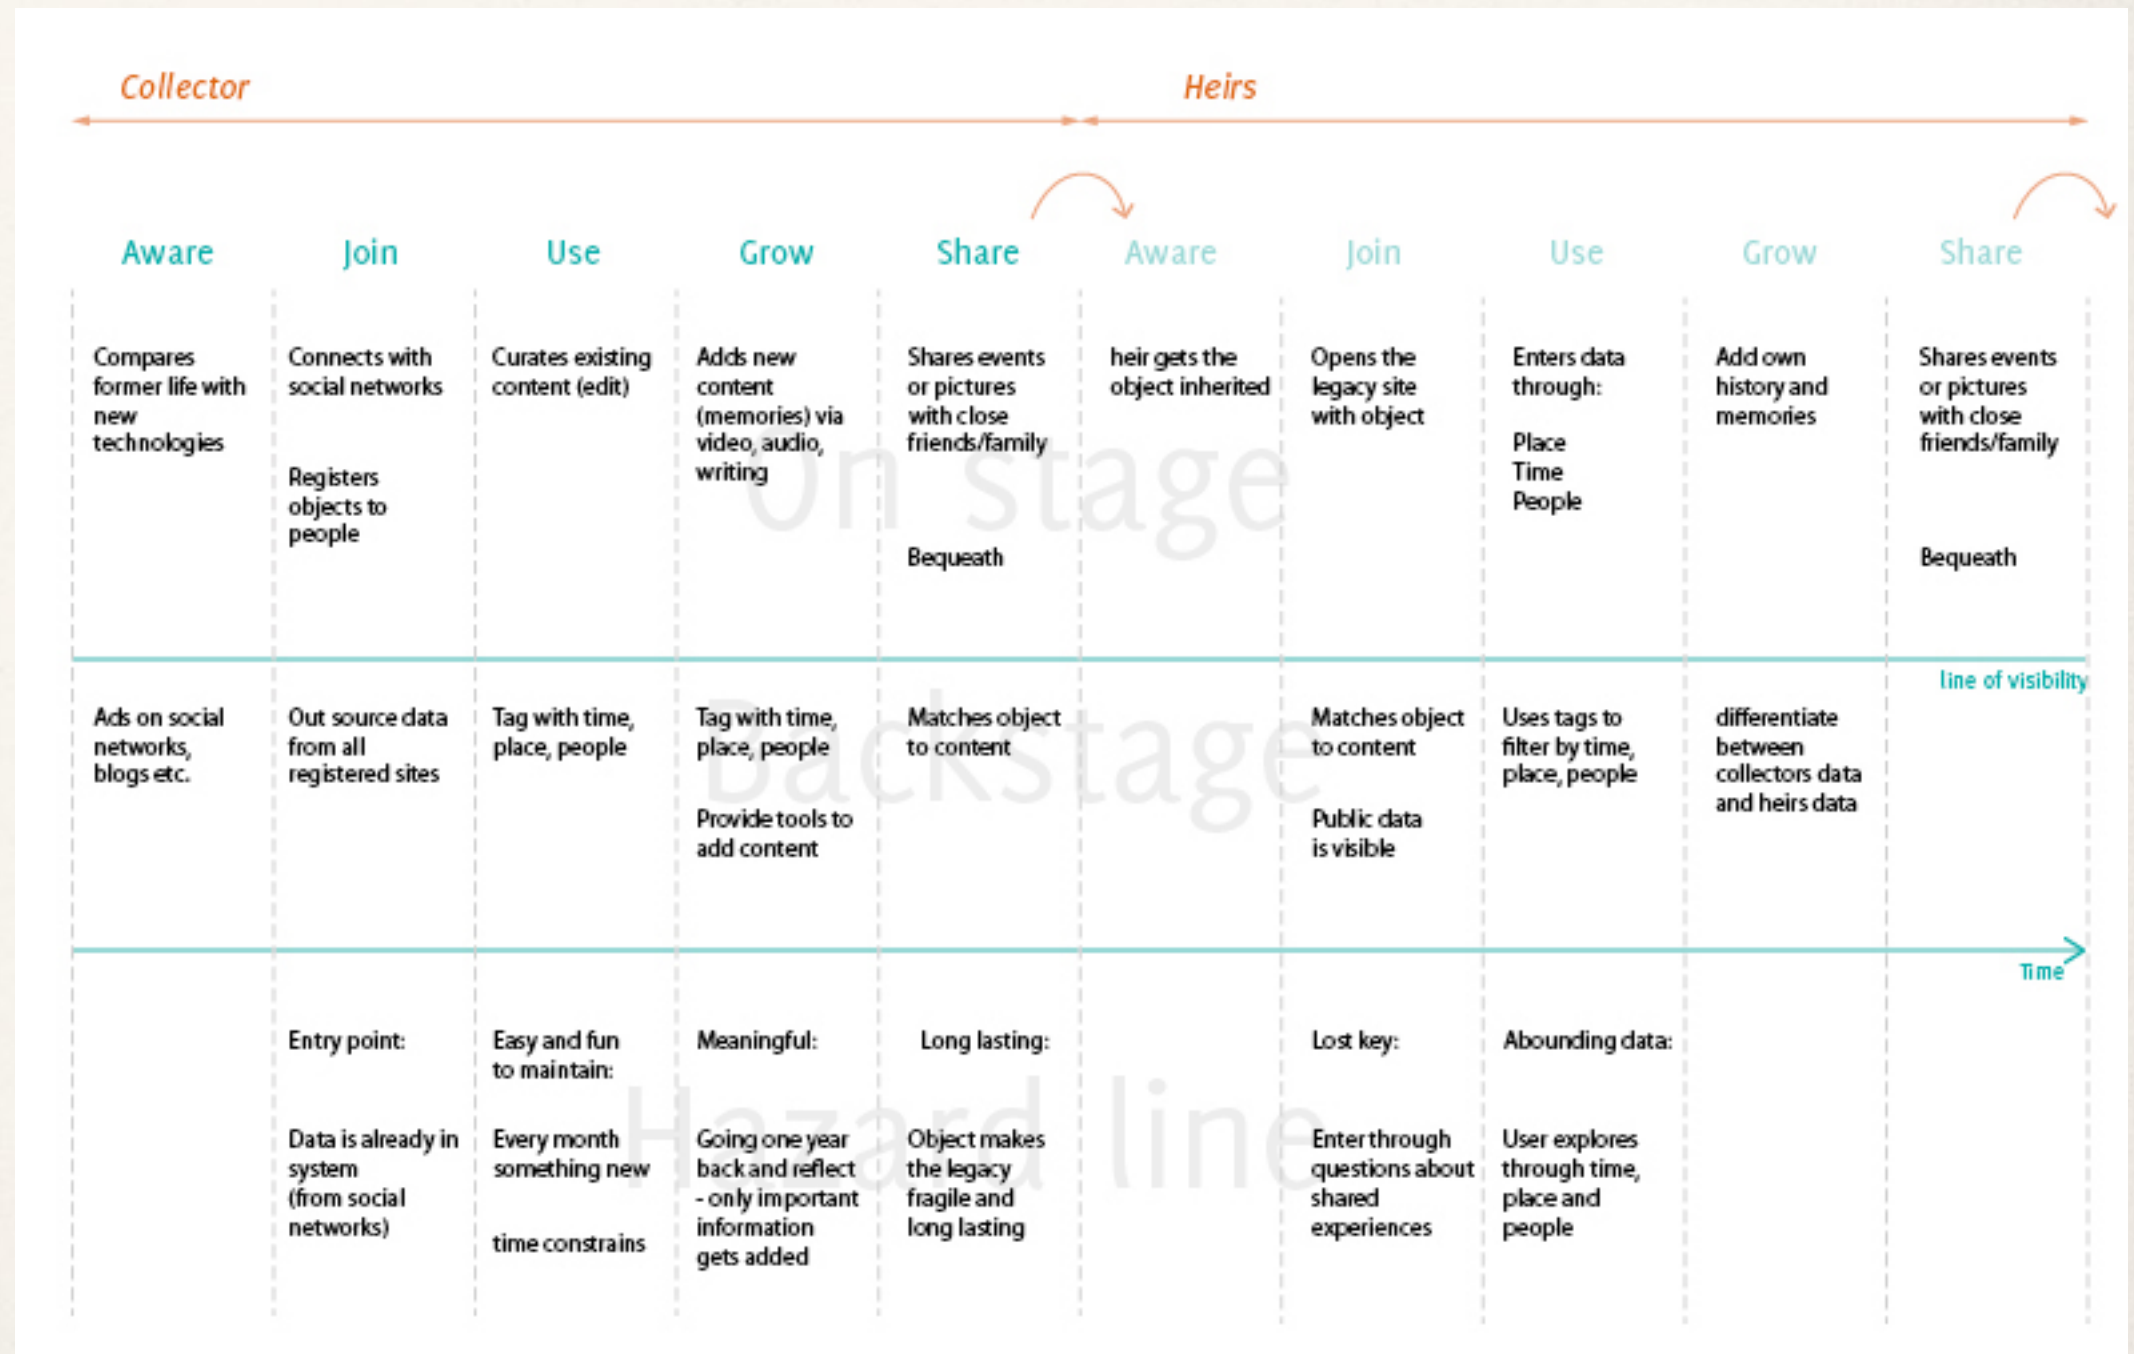 Collector
Heirs
Aware
Join
Use
Grow
Share
Aware
Join
Use
Grow
Share
On stage
Compares
former life with
new
technologies
Connects with
social networks
Registers
objects to
people
Curates existing
content (edit)
Adds new
content
(memories) via
video, audio,
writing
Shares events
or pictures
with close
friends/family
Bequeath
heir gets the
object inherited
Opens the
legacy site
with object
Enters data
through:
Place
Time
People
Add own
history and
memories
Shares events
or pictures
with close
friends/family
Bequeath
line of visibility
Backstage
Ads on social
networks,
blogs etc.
Out source data
from all
registered sites
Tag with time,
place, people
Tag with time,
place, people
Provide tools to
add content
Matches object
to content
Matches object
to content
Public data
is visible
Uses tags to
filter by time,
place, people
differentiate
between
collectors data
and heirs data
Time
Hazard line
Entry point:
Data is already in
system
(from social
networks)
Easy and fun
to maintain:
Every month
something new
time constrains
Meaningful:
Going one year
back and reflect
- only important
information
gets added
Long lasting:
Object makes
the legacy
fragile and
long lasting
Lost key:
Enter through
questions about
shared
experiences
Abounding data:
User explores
through time,
place and
people